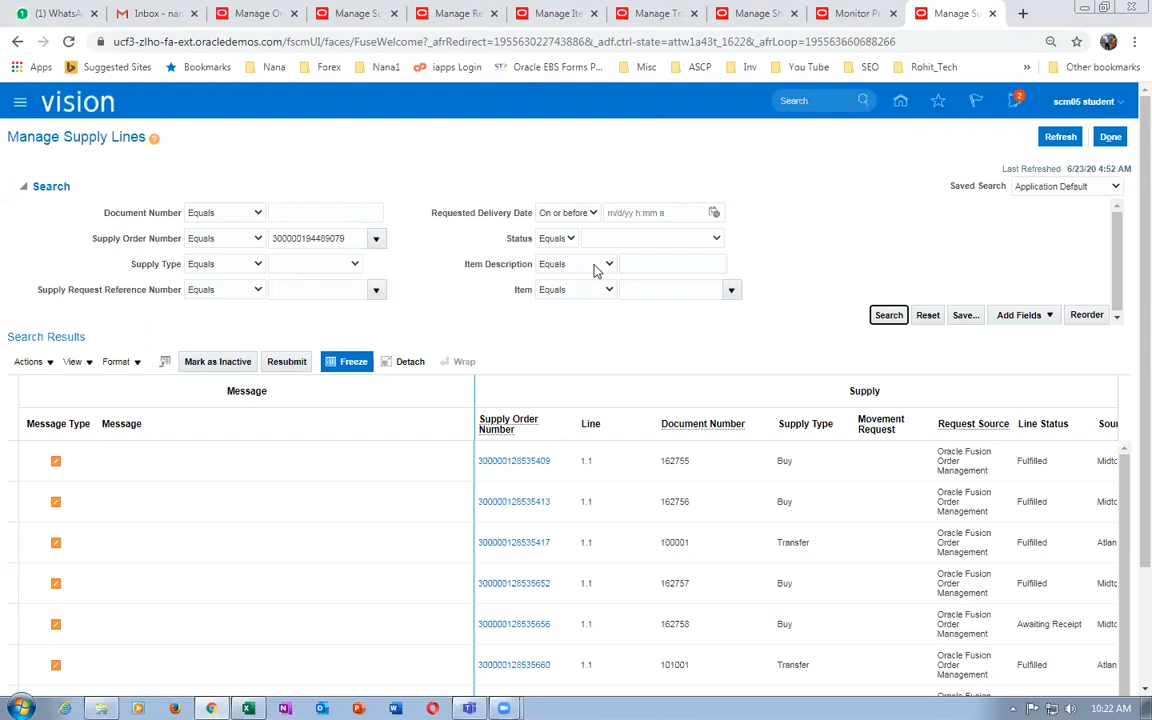 (1) WhatsA
Inbox - nan
Manage Or
Manage Su
Manage Re
Manage Ite
Manage Tr
Manage Sh
Monitor Pr
Manage Su
ucf3-zlho-fa-ext.oracledemos.com/fscmUI/faces/FuseWelcome?_afrRedirect=195563022743886&_adf.ctrl-state=attw1a43t_1622&_afrLoop=195563660688266
Apps Suggested Sites Bookmarks Nana Forex Nana1 iapps Login Oracle EBS Forms P... Misc ASCP Inv You Tube SEO Rohit_Tech » Other bookmarks
vision Search 2 scm05 student
Manage Supply Lines ? Refresh Done
Last Refreshed 6/23/20 4:52 AM
Search Saved Search Application Default
Document Number Equals Requested Delivery Date On or before m/d/yy h:mm a
Supply Order Number Equals 300000194489079 Status Equals
Supply Type Equals Item Description Equals
Supply Request Reference Number Equals Item Equals
Search Reset Save... Add Fields Reorder
Search Results
Actions View Format Mark as Inactive Resubmit Freeze Detach Wrap
Message Supply
Message Type Message Supply Order Number Line Document Number Supply Type Movement Request Request Source Line Status Sour
300000128535409 1.1 162755 Buy Oracle Fusion Order Management Fulfilled Midto
300000128535413 1.1 162756 Buy Oracle Fusion Order Management Fulfilled Midto
300000128535417 1.1 100001 Transfer Oracle Fusion Order Management Fulfilled Atlan
300000128535652 1.1 162757 Buy Oracle Fusion Order Management Fulfilled Midto
300000128535656 1.1 162758 Buy Oracle Fusion Order Management Awaiting Receipt Midto
300000128535660 1.1 101001 Transfer Oracle Fusion Order Management Fulfilled Atlan
10:22 AM